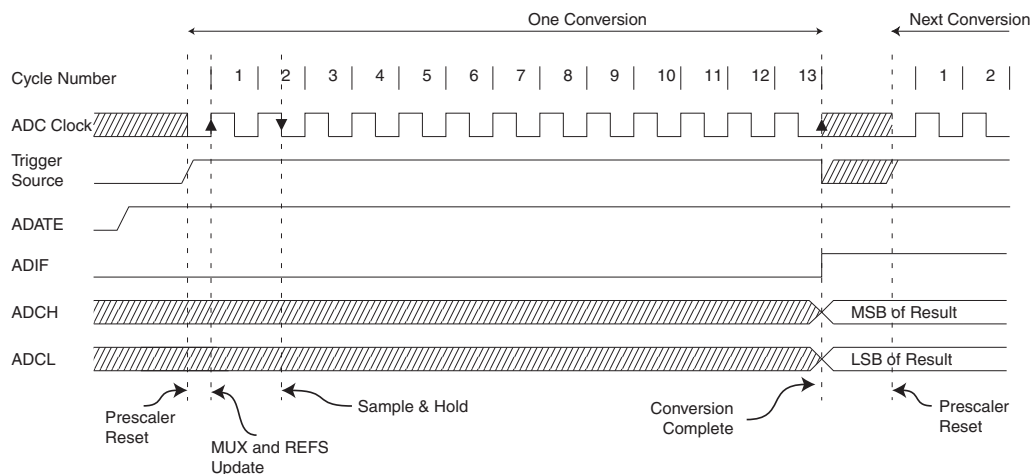 One Conversion Next Conversion
Cycle Number 1 2 3 4 5 6 7 8 9 10 11 12 13 1 2
ADC Clock
Trigger
Source
ADATE
ADIF
ADCH MSB of Result
ADCL LSB of Result
Prescaler
Reset
MUX and REFS
Update
Sample & Hold
Conversion
Complete
Prescaler
Reset